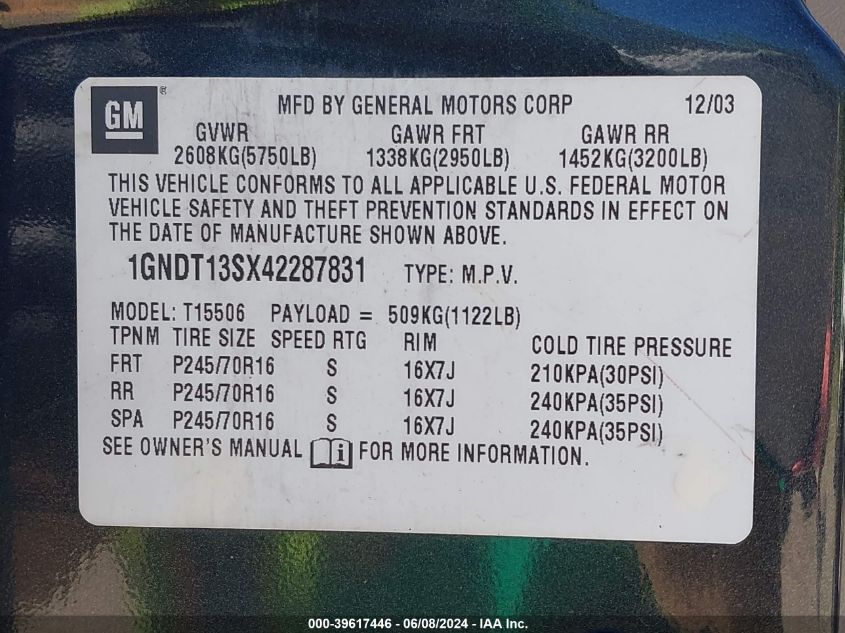 GM ® MFD BY GENERAL MOTORS CORP 12/03
GVWR GAWR FRT GAWR RR
2608KG(5750LB) 1338KG(2950LB) 1452KG(3200LB)
THIS VEHICLE CONFORMS TO ALL APPLICABLE U.S. FEDERAL MOTOR
VEHICLE SAFETY AND THEFT PREVENTION STANDARDS IN EFFECT ON
THE DATE OF MANUFACTURE SHOWN ABOVE.
1GNDT13SX42287831 TYPE: M.P.V.
MODEL: T15506 PAYLOAD = 509KG(1122LB)
TPNM TIRE SIZE SPEED RTG RIM COLD TIRE PRESSURE
FRT P245/70R16 S 16X7J 210KPA(30PSI)
RR P245/70R16 S 16X7J 240KPA(35PSI)
SPA P245/70R16 S 16X7J 240KPA(35PSI)
SEE OWNER'S MANUAL i FOR MORE INFORMATION.
000-39617446 - 06/08/2024 - IAA Inc.